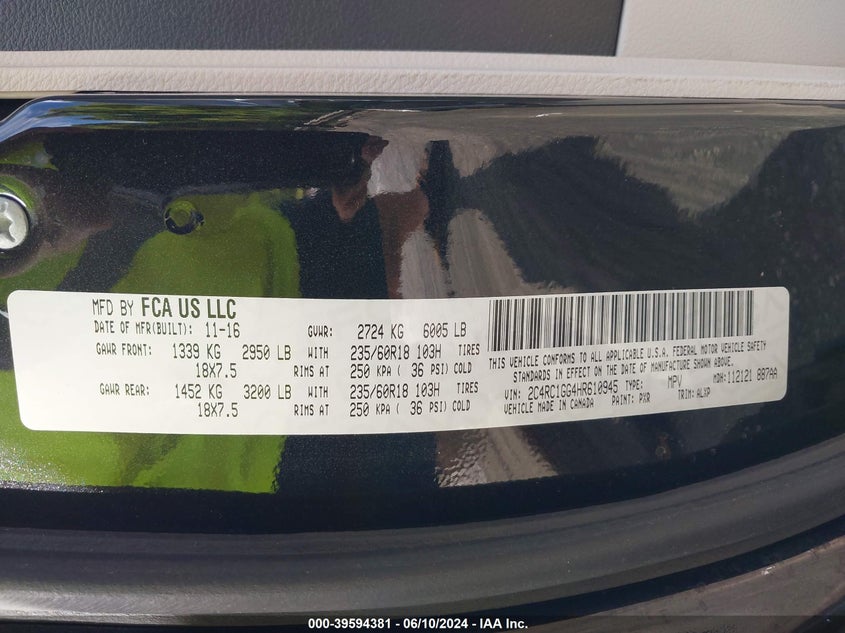 MFD BY FCA US LLC
DATE OF MFR(BUILT): 11-16 GVWR: 2724 KG 6005 LB
GAWR FRONT: 1339 KG 2950 LB WITH 235/60R18 103H TIRES
18X7.5 RIMS AT 250 KPA ( 36 PSI) COLD
GAWR REAR: 1452 KG 3200 LB WITH 235/60R18 103H TIRES
18X7.5 RIMS AT 250 KPA ( 36 PSI) COLD
THIS VEHICLE CONFORMS TO ALL APPLICABLE U.S.A. FEDERAL MOTOR VEHICLE SAFETY
STANDARDS IN EFFECT ON THE DATE OF MANUFACTURE SHOWN ABOVE.
VIN: 2C4RC1GG4HR610945 TYPE: MPV MDH: 112121 887AA
VEHICLE MADE IN CANADA PAINT: PXR TRIM: ALXP
000-39594381 - 06/10/2024 - IAA Inc.